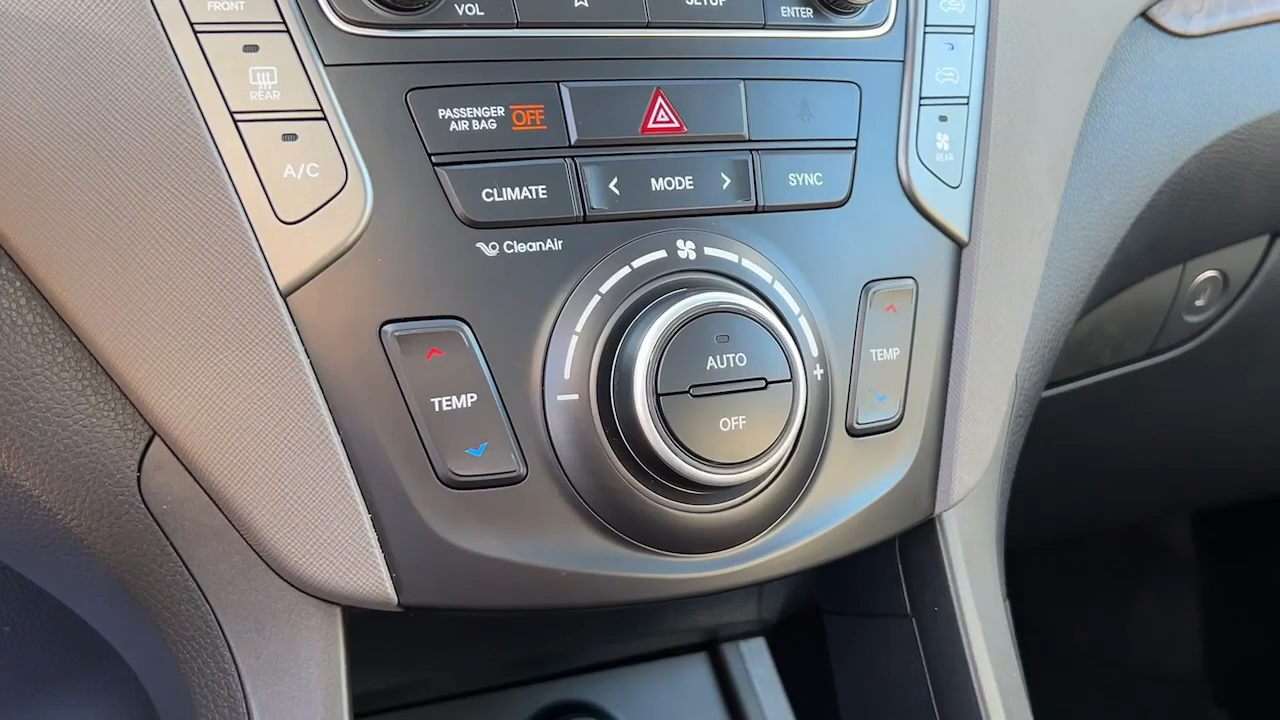 FRONT
VOL
SETUP
ENTER
REAR
PASSENGER
AIR BAG OFF
A/C
REAR
CLIMATE
< MODE >
SYNC
CleanAir
AUTO
TEMP
TEMP
- +
OFF